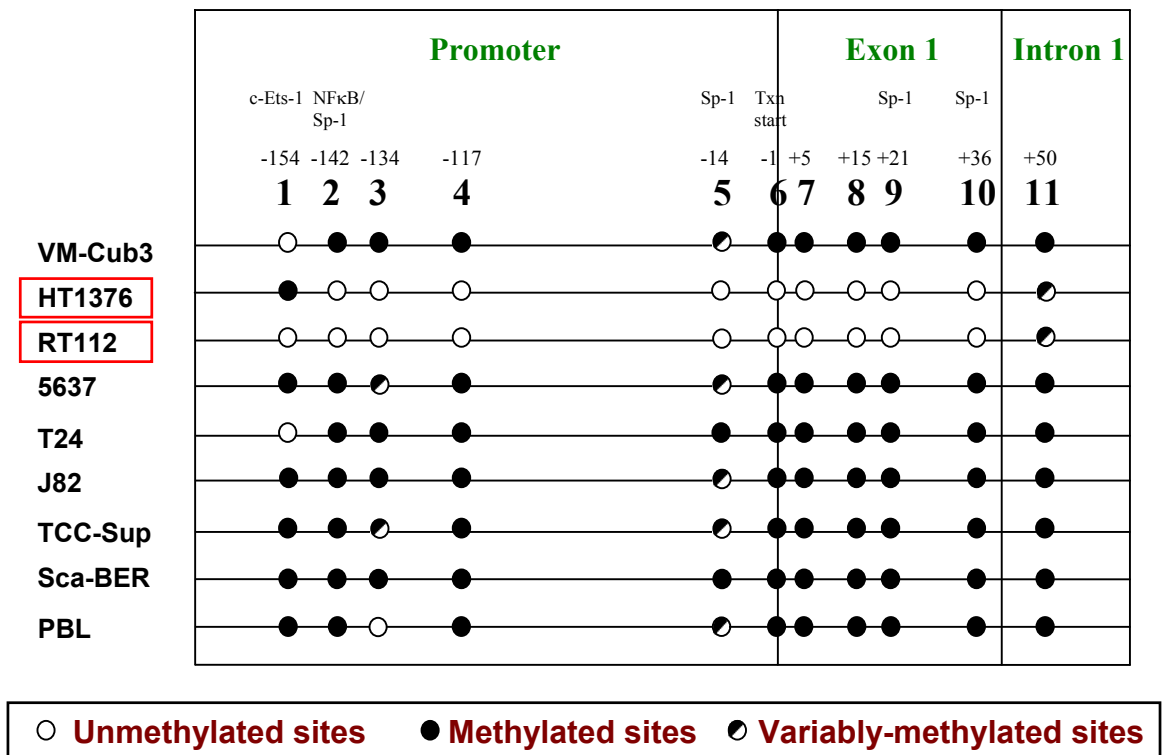 Promoter Exon 1 Intron 1
c-Ets-1 NFκB/ Sp-1 Txn Sp-1 Sp-1
Sp-1 start
-154 -142 -134 -117 -14 -1 +5 +15 +21 +36 +50
1 2 3 4 5 6 7 8 9 10 11
VM-Cub3
HT1376
RT112
5637
T24
J82
TCC-Sup
Sca-BER
PBL
Unmethylated sites Methylated sites Variably-methylated sites